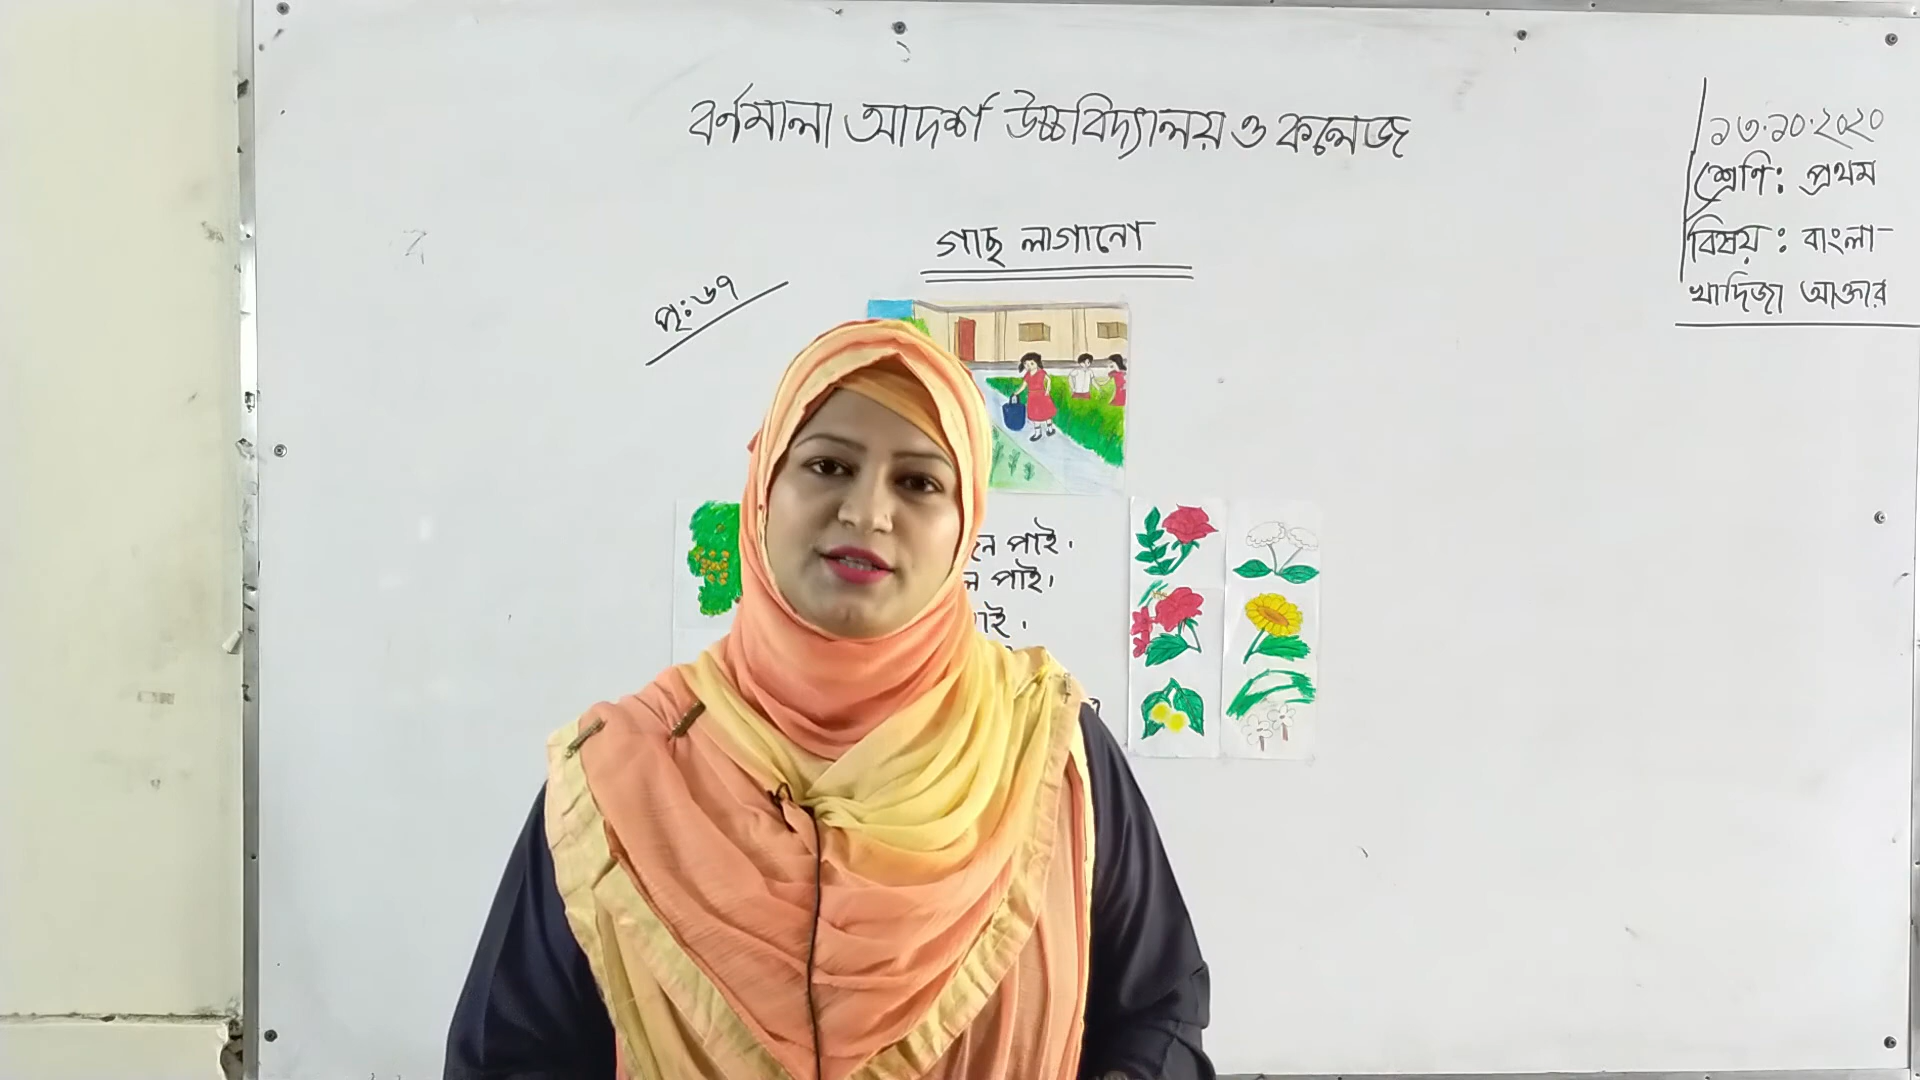 বর্ণমালা আদর্শ উচ্চবিদ্যালয় ও কলেজ
১৩.১০.২০২০
শ্রেণি: প্রথম
বিষয়: বাংলা
খাদিজা আক্তার
গাছ লাগানো
পৃ: ৬৭
পাই।
পাই।